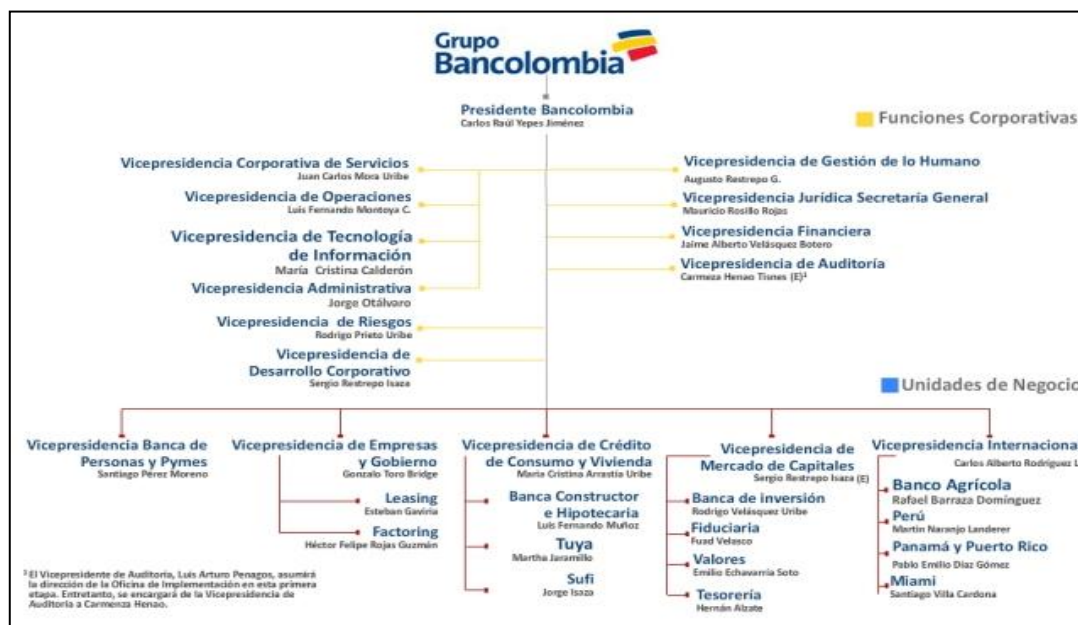 Grupo
Bancolombia
Presidente Bancolombia
Carlos Raúl Yepes Jiménez
Funciones Corporativas
Vicepresidencia Corporativa de Servicios
Juan Carlos Mora Uribe
Vicepresidencia de Operaciones
Luis Fernando Montoya C.
Vicepresidencia de Tecnología
de Información
María Cristina Calderón
Vicepresidencia Administrativa
Jorge Otálvaro
Vicepresidencia de Riesgos
Rodrigo Prieto Uribe
Vicepresidencia de
Desarrollo Corporativo
Sergio Restrepo Isaza
Vicepresidencia de Gestión de lo Humano
Augusto Restrepo G.
Vicepresidencia Jurídica Secretaría General
Mauricio Rosillo Rojas
Vicepresidencia Financiera
Jaime Alberto Velásquez Botero
Vicepresidencia de Auditoría
Carmeza Henao Tisnes (E)¹
Unidades de Negocio
Vicepresidencia Banca de
Personas y Pymes
Santiago Pérez Moreno
Vicepresidencia de Empresas
y Gobierno
Gonzalo Toro Bridge
Leasing
Esteban Gaviria
Factoring
Héctor Felipe Rojas Guzmán
Vicepresidencia de Crédito
de Consumo y Vivienda
María Cristina Arrastía Uribe
Banca Constructor
e Hipotecaria
Luis Fernando Muñoz
Tuya
Martha Jaramillo
Sufi
Jorge Isaza
Vicepresidencia de
Mercado de Capitales
Sergio Restrepo Isaza (E)
Banca de inversión
Rodrigo Velásquez Uribe
Fiduciaria
Fuad Velasco
Valores
Emilio Echavarría Soto
Tesorería
Hernán Alzate
Vicepresidencia Internacional
Carlos Alberto Rodríguez L
Banco Agrícola
Rafael Barraza Domínguez
Perú
Martín Naranjo Landerer
Panamá y Puerto Rico
Pablo Emilio Díaz Gómez
Miami
Santiago Villa Cardona
¹ El Vicepresidente de Auditoría, Luis Arturo Penagos, asumirá
la dirección de la Oficina de Implementación en esta primera
etapa. Entretanto, se encargará de la Vicepresidencia de
Auditoría a Carmenza Henao.